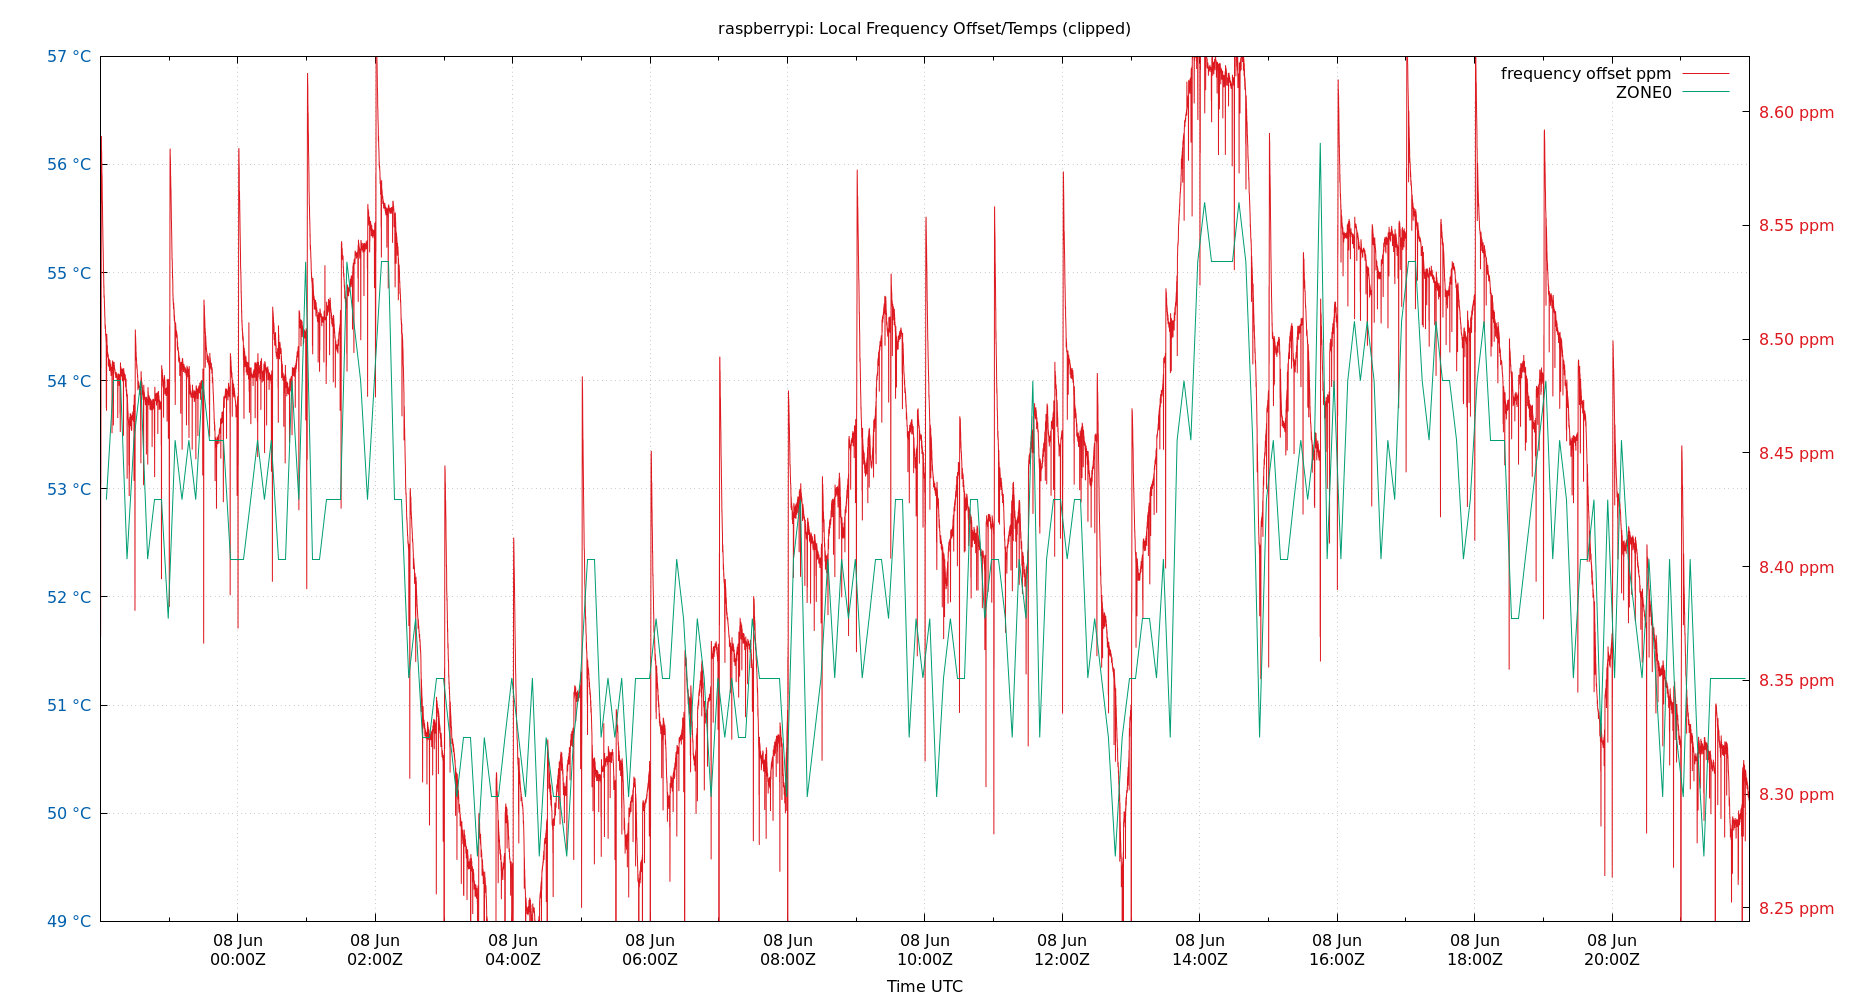 raspberrypi: Local Frequency Offset/Temps (clipped)
frequency offset ppm
ZONE0
57 °C
56 °C
55 °C
54 °C
53 °C
52 °C
51 °C
50 °C
49 °C
8.60 ppm
8.55 ppm
8.50 ppm
8.45 ppm
8.40 ppm
8.35 ppm
8.30 ppm
8.25 ppm
08 Jun 08 Jun 08 Jun 08 Jun 08 Jun 08 Jun 08 Jun 08 Jun 08 Jun 08 Jun 08 Jun
00:00Z 02:00Z 04:00Z 06:00Z 08:00Z 10:00Z 12:00Z 14:00Z 16:00Z 18:00Z 20:00Z
Time UTC